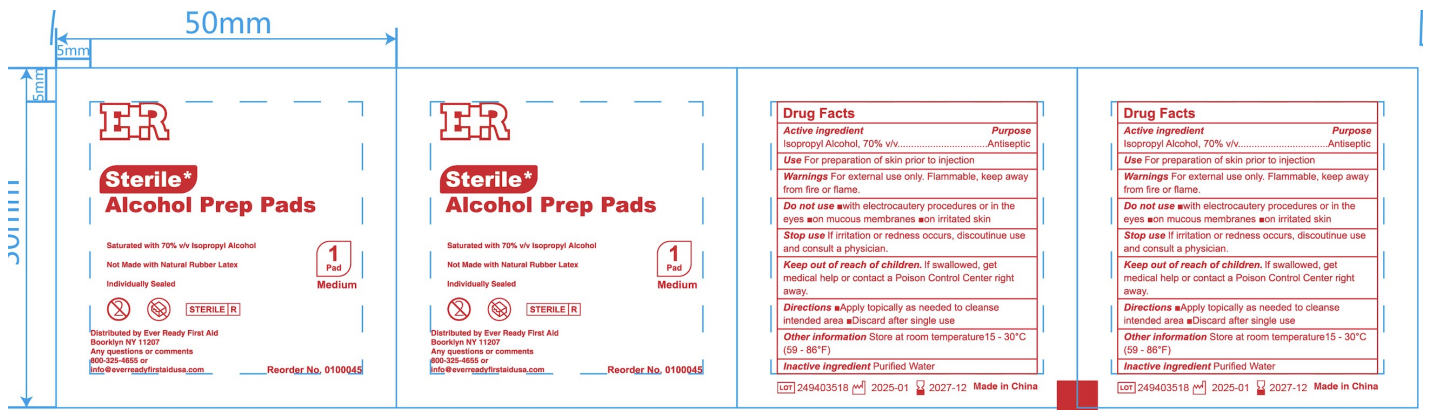 50mm
5mm
5mm
50mm
E-R
Sterile*
Alcohol Prep Pads
Saturated with 70% v/v Isopropyl Alcohol
Not Made with Natural Rubber Latex
Individually Sealed
1
Pad
Medium
2
STERILE R
Distributed by Ever Ready First Aid
Boorklyn NY 11207
Any questions or comments
800-325-4655 or
info@everreadyfirstaidusa.com
Reorder No, 0100045
E-R
Sterile*
Alcohol Prep Pads
Saturated with 70% v/v Isopropyl Alcohol
Not Made with Natural Rubber Latex
Individually Sealed
1
Pad
Medium
2
STERILE R
Distributed by Ever Ready First Aid
Boorklyn NY 11207
Any questions or comments
800-325-4655 or
info@everreadyfirstaidusa.com
Reorder No, 0100045
Drug Facts
Active ingredient Purpose
Isopropyl Alcohol, 70% v/v................................Antiseptic
Use For preparation of skin prior to injection
Warnings For external use only. Flammable, keep away
from fire or flame.
Do not use ■with electrocautery procedures or in the
eyes ■on mucous membranes ■on irritated skin
Stop use If irritation or redness occurs, discoutinue use
and consult a physician.
Keep out of reach of children. If swallowed, get
medical help or contact a Poison Control Center right
away.
Directions ■Apply topically as needed to cleanse
intended area ■Discard after single use
Other information Store at room temperature15 - 30°C
(59 - 86°F)
Inactive ingredient Purified Water
LOT 249403518 2025-01 2027-12 Made in China
Drug Facts
Active ingredient Purpose
Isopropyl Alcohol, 70% v/v................................Antiseptic
Use For preparation of skin prior to injection
Warnings For external use only. Flammable, keep away
from fire or flame.
Do not use ■with electrocautery procedures or in the
eyes ■on mucous membranes ■on irritated skin
Stop use If irritation or redness occurs, discoutinue use
and consult a physician.
Keep out of reach of children. If swallowed, get
medical help or contact a Poison Control Center right
away.
Directions ■Apply topically as needed to cleanse
intended area ■Discard after single use
Other information Store at room temperature15 - 30°C
(59 - 86°F)
Inactive ingredient Purified Water
LOT 249403518 2025-01 2027-12 Made in China